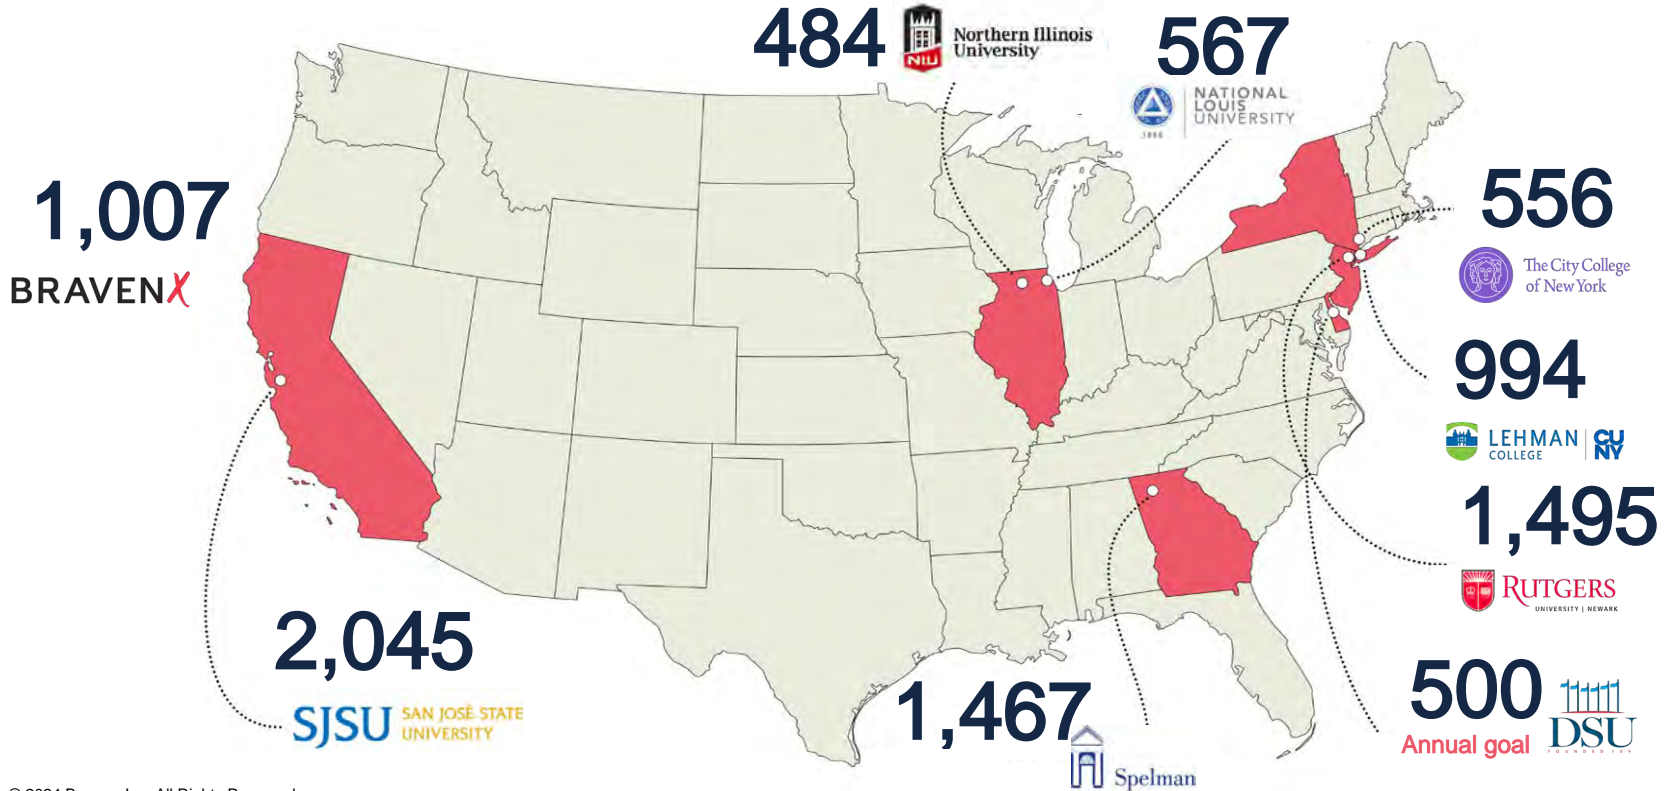 484
NIU
Northern Illinois
University
567
NATIONAL
LOUIS
UNIVERSITY
1886
1,007
BRAVENX
556
The City College
of New York
994
LEHMAN
COLLEGE
CU
NY
1,495
RUTGERS
UNIVERSITY | NEWARK
2,045
SJSU
SAN JOSÉ STATE
UNIVERSITY
1,467
Spelman
500
Annual goal
DSU